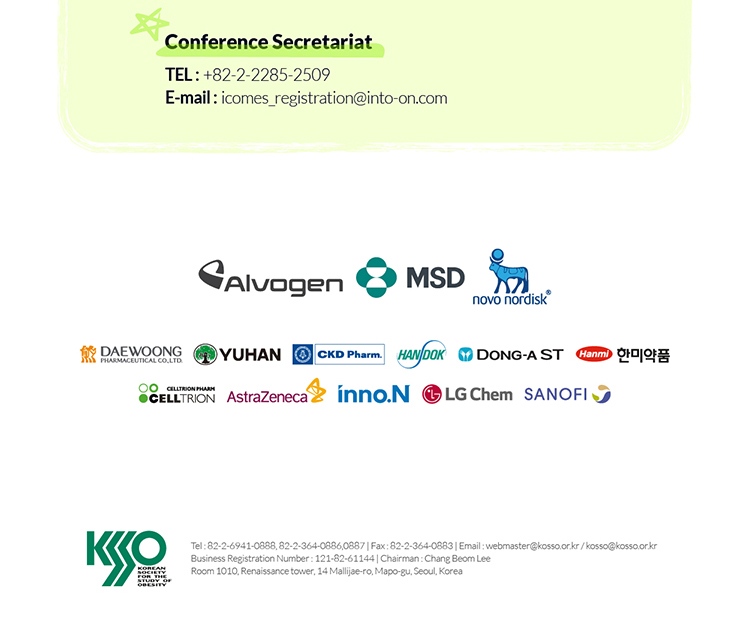 Conference Secretariat
TEL : +82-2-2285-2509
E-mail : icomes_registration@into-on.com
Alvogen MSD novo nordisk®
DAEWOONG PHARMACEUTICAL CO.,LTD. YUHAN CKD Pharm. HANDOK DONG-A ST Hanmi 한미약품
CELLTRION PHARM CELLTRION AstraZeneca inno.N LG Chem SANOFI
KSSO
KOREAN
SOCIETY
FOR THE
STUDY OF
OBESITY
Tel : 82-2-6941-0888, 82-2-364-0886,0887 | Fax : 82-2-364-0883 | Email : webmaster@kosso.or.kr / kosso@kosso.or.kr
Business Registration Number : 121-82-61144 | Chairman : Chang Beom Lee
Room 1010, Renaissance tower, 14 Mallijae-ro, Mapo-gu, Seoul, Korea